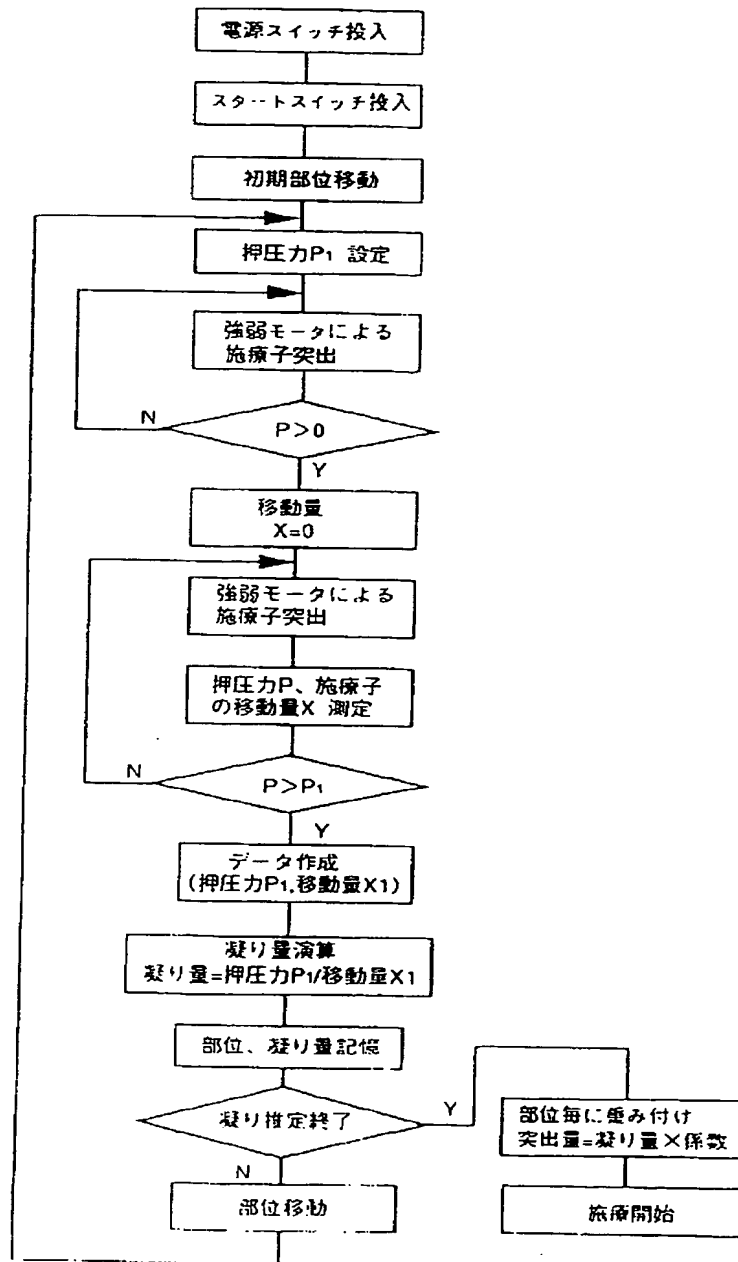 電源スイッチ投入
スタートスイッチ投入
初期部位移動
押圧力P1 設定
強弱モータによる
施療子突出
N
P>0
Y
移動量
X=0
強弱モータによる
施療子突出
押圧力P、施療子
の移動量X 測定
N
P>P1
Y
データ作成
(押圧力P1,移動量X1)
凝り量演算
凝り量=押圧力P1/移動量X1
部位、凝り量記憶
凝り推定終了
Y
部位毎に重み付け
突出量=凝り量×係数
N
部位移動
施療開始